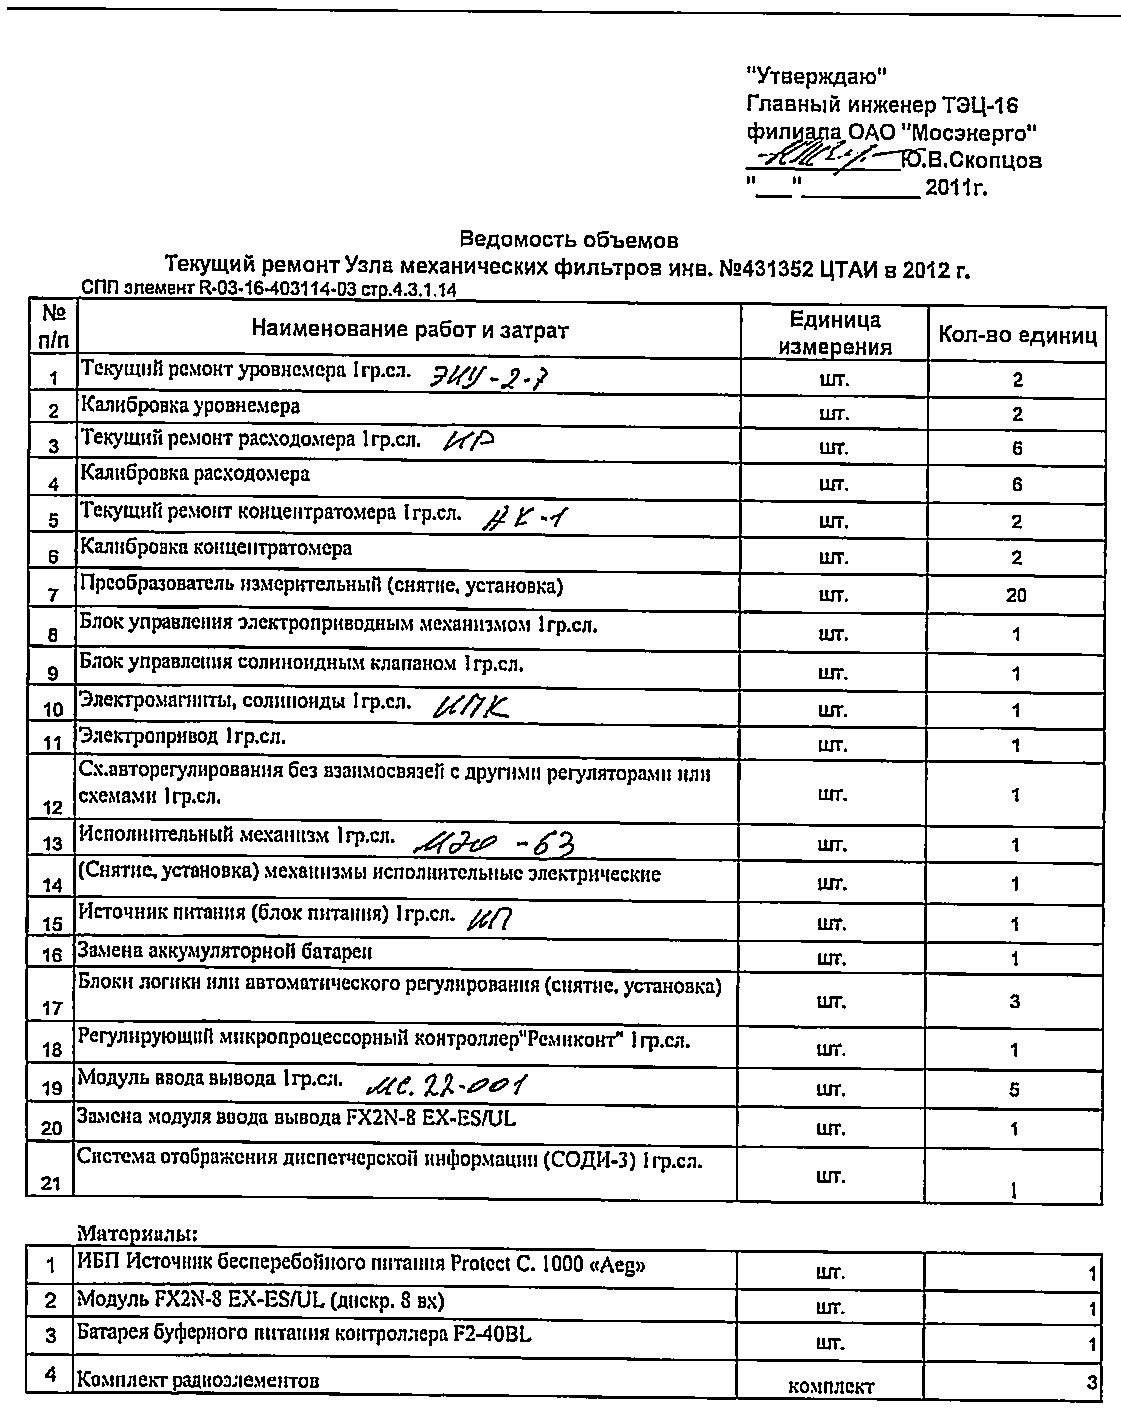 "Утверждаю"
Главный инженер ТЭЦ-16
филиала ОАО "Мосэнерго"
Ю.В.Скопцов
"___"__________ 2011г.
Ведомость объемов
Текущий ремонт Узла механических фильтров инв. №431352 ЦТАИ в 2012 г.
СПП элемент R-03-16-403114-03 стр.4.3.1.14
№ п/п Наименование работ и затрат Единица измерения Кол-во единиц
1 Текущий ремонт уровнемера 1гр.сл. ЭИУ-2-7 шт. 2
2 Калибровка уровнемера шт. 2
3 Текущий ремонт расходомера 1гр.сл. ИР шт. 6
4 Калибровка расходомера шт. 6
5 Текущий ремонт концентратомера 1гр.сл. АК-1 шт. 2
6 Калибровка концентратомера шт. 2
7 Преобразователь измерительный (снятие, установка) шт. 20
8 Блок управления электроприводным механизмом 1гр.сл. шт. 1
9 Блок управления солиноидным клапаном 1гр.сл. шт. 1
10 Электромагниты, солиноиды 1гр.сл. ИПК шт. 1
11 Электропривод 1гр.сл. шт. 1
12 Сх.авторегулирования без взаимосвязей с другими регуляторами или
схемами 1гр.сл. шт. 1
13 Исполнительный механизм 1гр.сл. МЭО-63 шт. 1
14 (Снятие, установка) механизмы исполнительные электрические шт. 1
15 Источник питания (блок питания) 1гр.сл. ИП шт. 1
16 Замена аккумуляторной батареи шт. 1
17 Блоки логики или автоматического регулирования (снятие, установка) шт. 3
18 Регулирующий микропроцессорный контроллер"Ремиконт" 1гр.сл. шт. 1
19 Модуль ввода вывода 1гр.сл. МС.22-001 шт. 5
20 Замена модуля ввода вывода FX2N-8 EX-ES/UL шт. 1
21 Система отображения диспетчерской информации (СОДИ-3) 1гр.сл. шт. 1
Материалы:
1 ИБП Источник бесперебойного питания Protect C. 1000 «Aeg» шт. 1
2 Модуль FX2N-8 EX-ES/UL (дискр. 8 вх) шт. 1
3 Батарея буферного питания контроллера F2-40BL шт. 1
4 Комплект радиоэлементов комплект 3